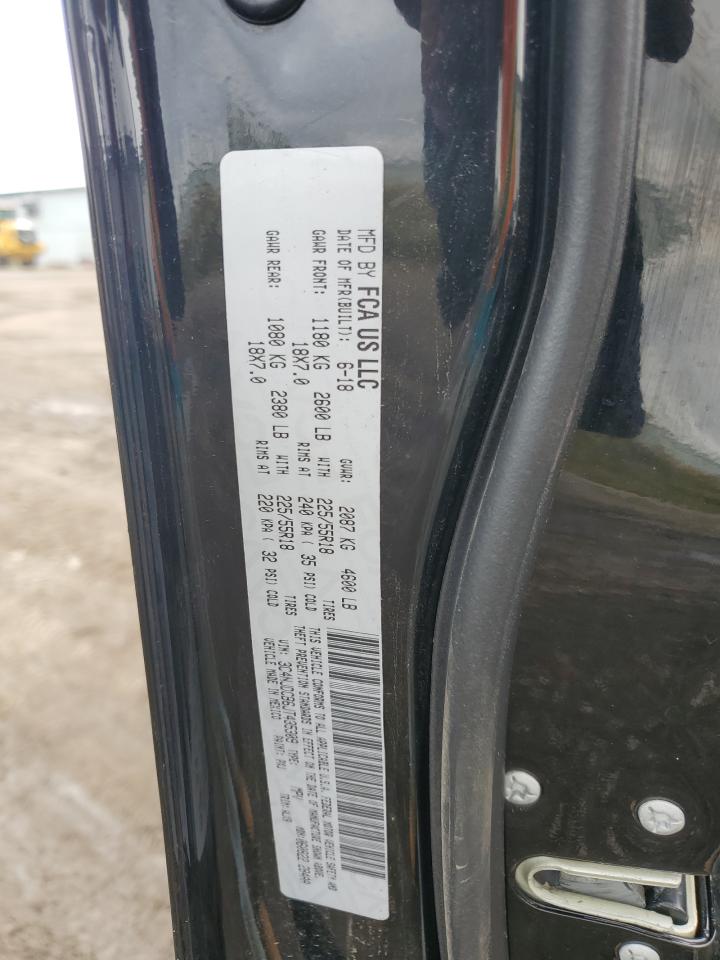 MFD BY FCA US LLC
DATE OF MFR(BUILT): 6-18 GVWR: 2087 KG 4600 LB
GAWR FRONT: 1180 KG 2600 LB WITH 225/55R18 TIRES
18X7.0 RIMS AT 240 KPA ( 35 PSI) COLD
GAWR REAR: 1080 KG 2380 LB WITH 225/55R18 TIRES
18X7.0 RIMS AT 220 KPA ( 32 PSI) COLD
THIS VEHICLE CONFORMS TO ALL APPLICABLE U.S.A. FEDERAL MOTOR VEHICLE SAFETY AND
THEFT PREVENTION STANDARDS IN EFFECT ON THE DATE OF MANUFACTURE SHOWN ABOVE.
VIN: TYPE: MPV
VEHICLE MADE IN MEXICO PAINT: